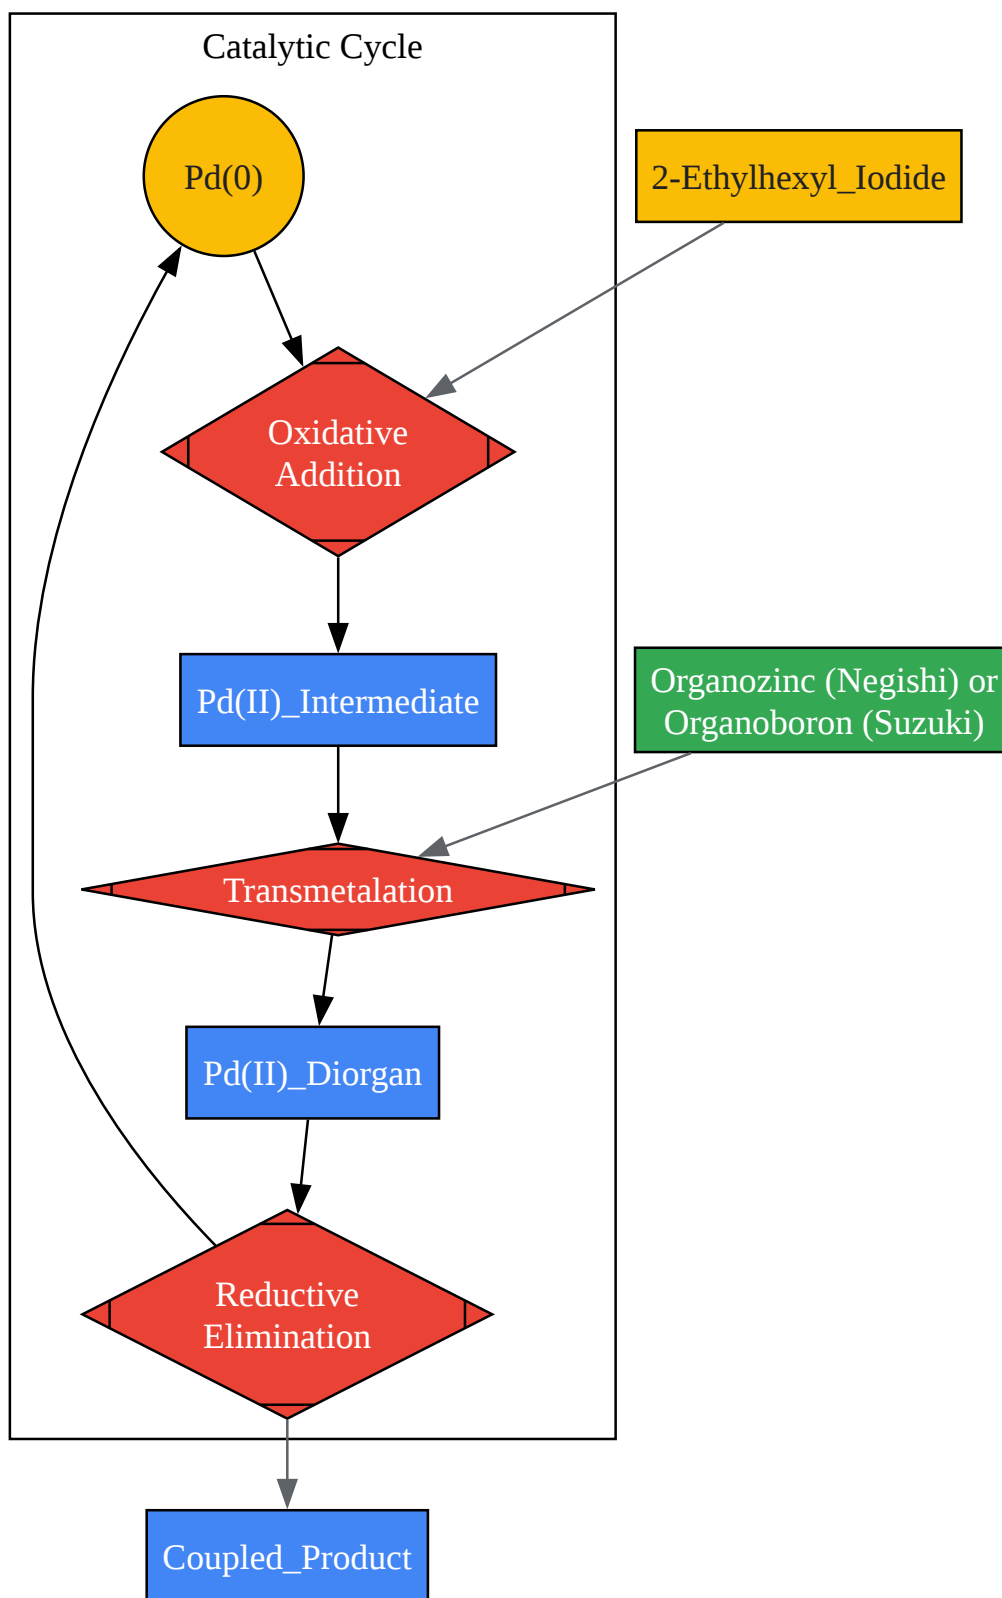 Catalytic Cycle
Pd(0)
2-Ethylhexyl_Iodide
Oxidative
Addition
Pd(II)_Intermediate
Organozinc (Negishi) or
Organoboron (Suzuki)
Transmetalation
Pd(II)_Diorgan
Reductive
Elimination
Coupled_Product